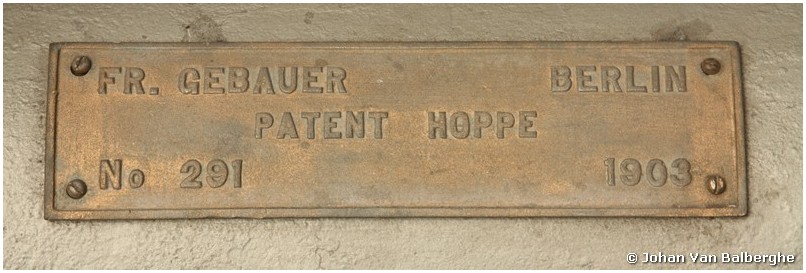 FR. GEBAUER BERLIN
PATENT HOPPE
No 291 1903
© Johan Van Balberghe